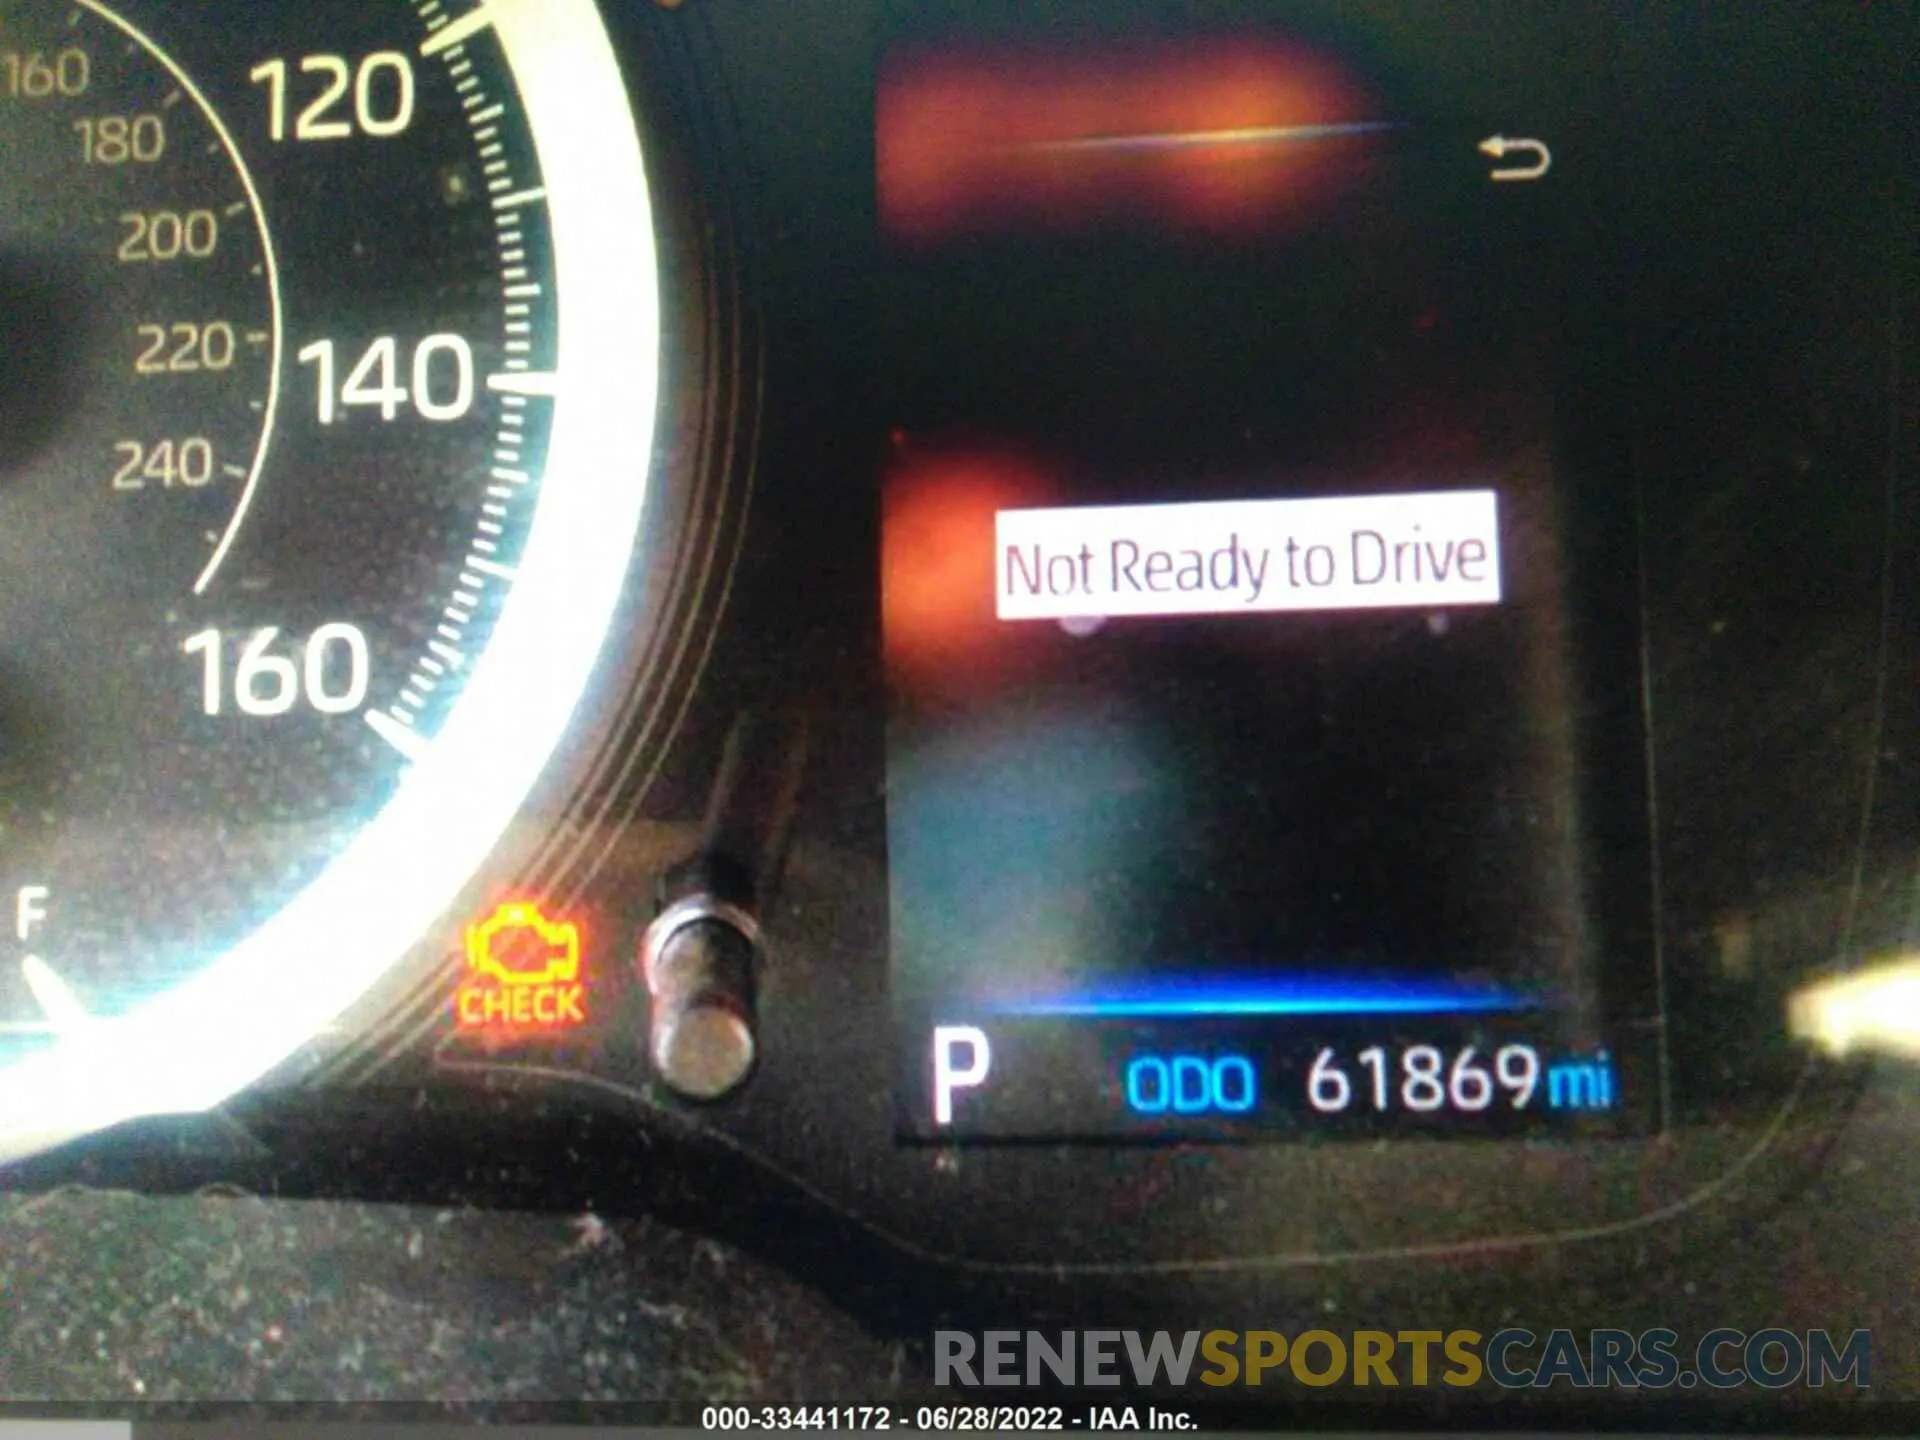 160
180
200
220
240
120
140
160
F
CHECK
Not Ready to Drive
P ODO 61869 mi
RENEWSPORTSCARS.COM
000-33441172 - 06/28/2022 - IAA Inc.